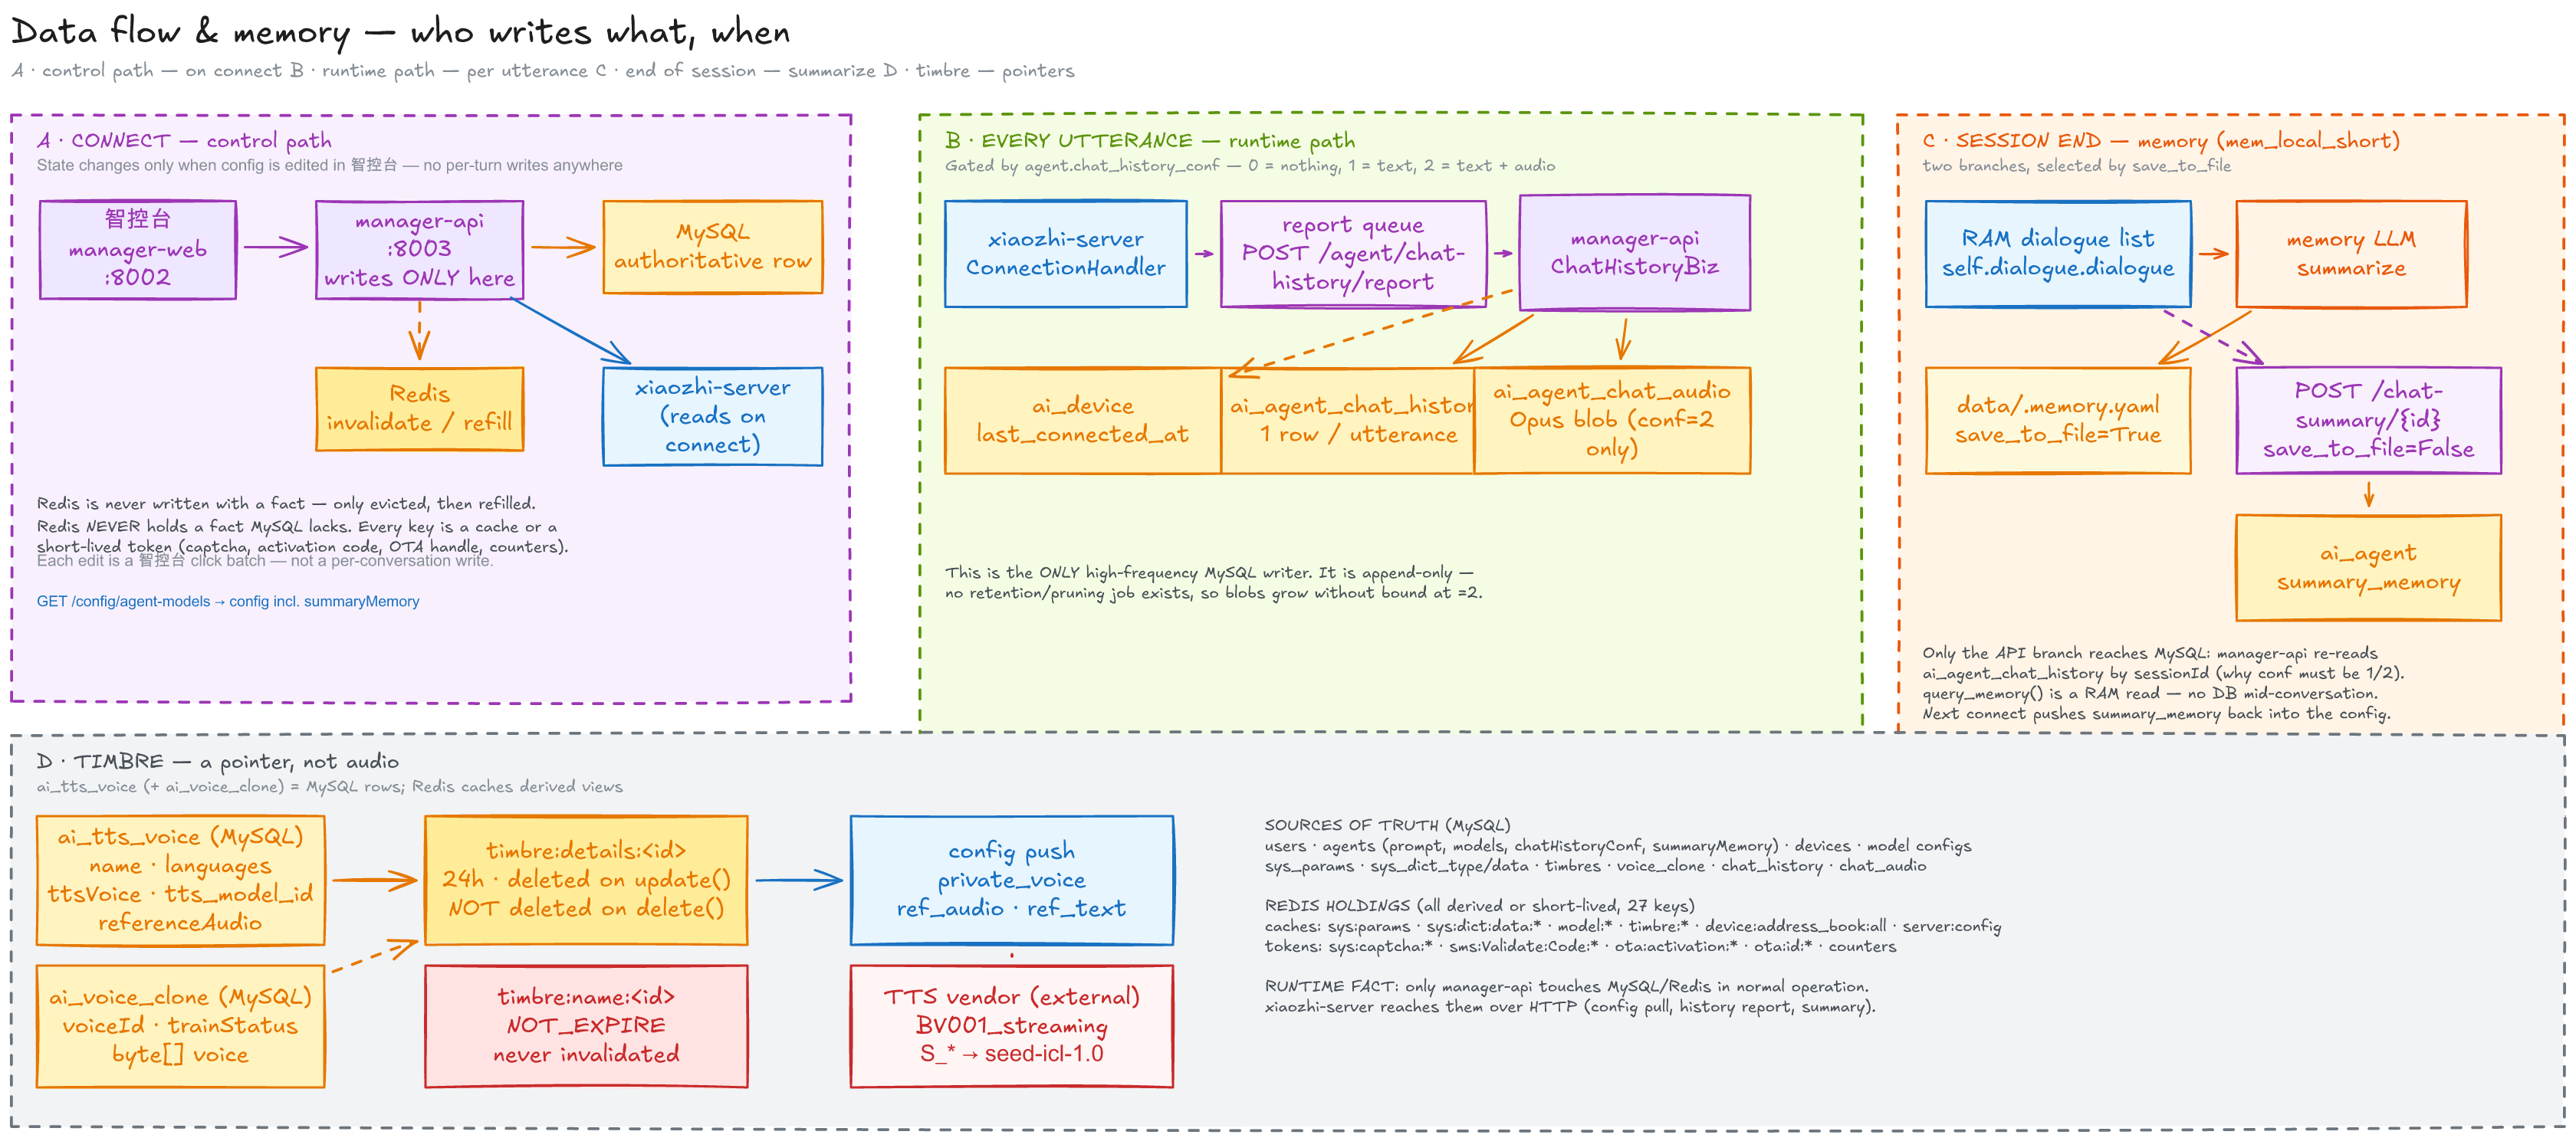 Data flow & memory — who writes what, when
A · control path — on connect B · runtime path — per utterance C · end of session — summarize D · timbre — pointers
A · CONNECT — control path
State changes only when config is edited in 智控台 — no per-turn writes anywhere
智控台
manager-web
:8002
manager-api
:8003
writes ONLY here
MySQL
authoritative row
Redis
invalidate / refill
xiaozhi-server
(reads on
connect)
Redis is never written with a fact — only evicted, then refilled.
Redis NEVER holds a fact MySQL lacks. Every key is a cache or a
short-lived token (captcha, activation code, OTA handle, counters).
Each edit is a 智控台 click batch — not a per-conversation write.
GET /config/agent-models → config incl. summaryMemory
B · EVERY UTTERANCE — runtime path
Gated by agent.chat_history_conf — 0 = nothing, 1 = text, 2 = text + audio
xiaozhi-server
ConnectionHandler
report queue
POST /agent/chat-
history/report
manager-api
ChatHistoryBiz
ai_device
last_connected_at
ai_agent_chat_histor
1 row / utterance
ai_agent_chat_audio
Opus blob (conf=2
only)
This is the ONLY high-frequency MySQL writer. It is append-only —
no retention/pruning job exists, so blobs grow without bound at =2.
C · SESSION END — memory (mem_local_short)
two branches, selected by save_to_file
RAM dialogue list
self.dialogue.dialogue
memory LLM
summarize
data/.memory.yaml
save_to_file=True
POST /chat-
summary/{id}
save_to_file=False
ai_agent
summary_memory
Only the API branch reaches MySQL: manager-api re-reads
ai_agent_chat_history by sessionId (why conf must be 1/2).
query_memory() is a RAM read — no DB mid-conversation.
Next connect pushes summary_memory back into the config.
D · TIMBRE — a pointer, not audio
ai_tts_voice (+ ai_voice_clone) = MySQL rows; Redis caches derived views
ai_tts_voice (MySQL)
name · languages
ttsVoice · tts_model_id
referenceAudio
timbre:details:<id>
24h · deleted on update()
NOT deleted on delete()
config push
private_voice
ref_audio · ref_text
ai_voice_clone (MySQL)
voiceId · trainStatus
byte[] voice
timbre:name:<id>
NOT_EXPIRE
never invalidated
TTS vendor (external)
BV001_streaming
S_* → seed-icl-1.0
SOURCES OF TRUTH (MySQL)
users · agents (prompt, models, chatHistoryConf, summaryMemory) · devices · model configs
sys_params · sys_dict_type/data · timbres · voice_clone · chat_history · chat_audio
REDIS HOLDINGS (all derived or short-lived, 27 keys)
caches: sys:params · sys:dict:data:* · model:* · timbre:* · device:address_book:all · server:config
tokens: sys:captcha:* · sms:Validate:Code:* · ota:activation:* · ota:id:* · counters
RUNTIME FACT: only manager-api touches MySQL/Redis in normal operation.
xiaozhi-server reaches them over HTTP (config pull, history report, summary).